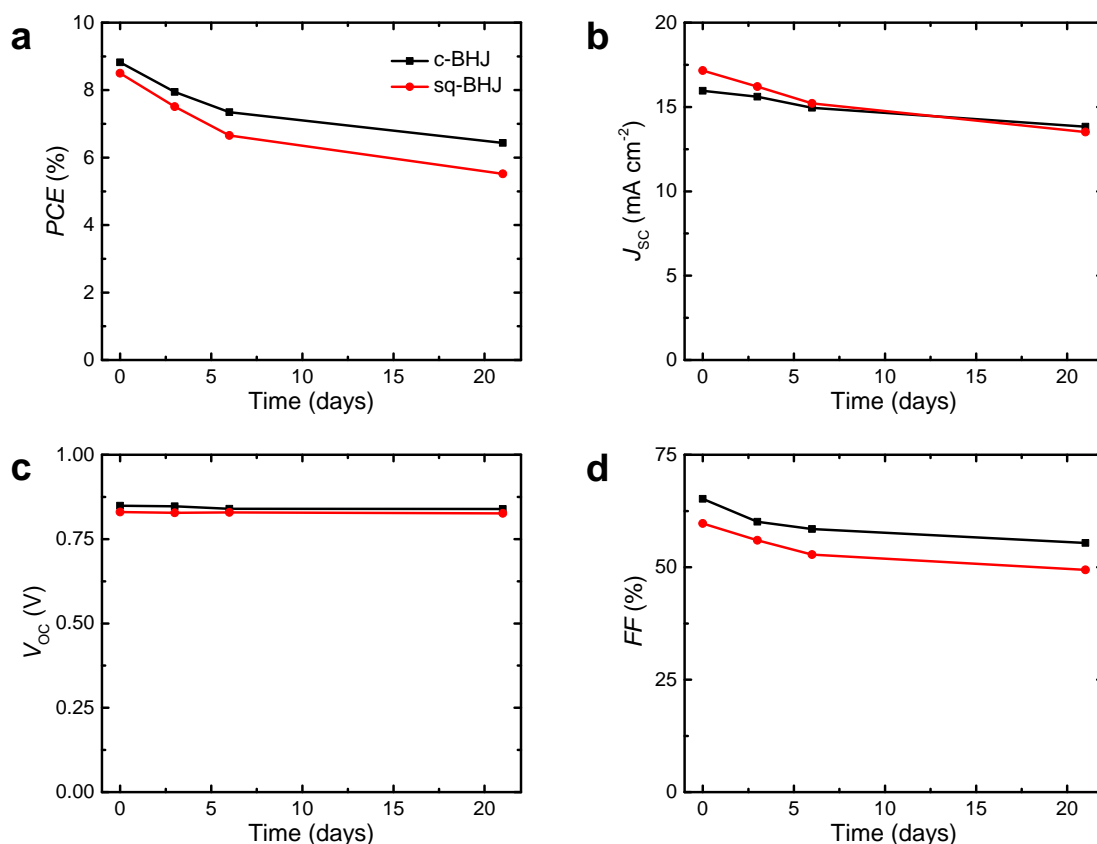 a
10
8
6
4
2
0
PCE (%)
c-BHJ
sq-BHJ
0 5 10 15 20
Time (days)
b
20
15
10
5
0
J_SC (mA cm⁻²)
0 5 10 15 20
Time (days)
c
1.00
0.75
0.50
0.25
0.00
V_OC (V)
0 5 10 15 20
Time (days)
d
75
50
25
0
FF (%)
0 5 10 15 20
Time (days)